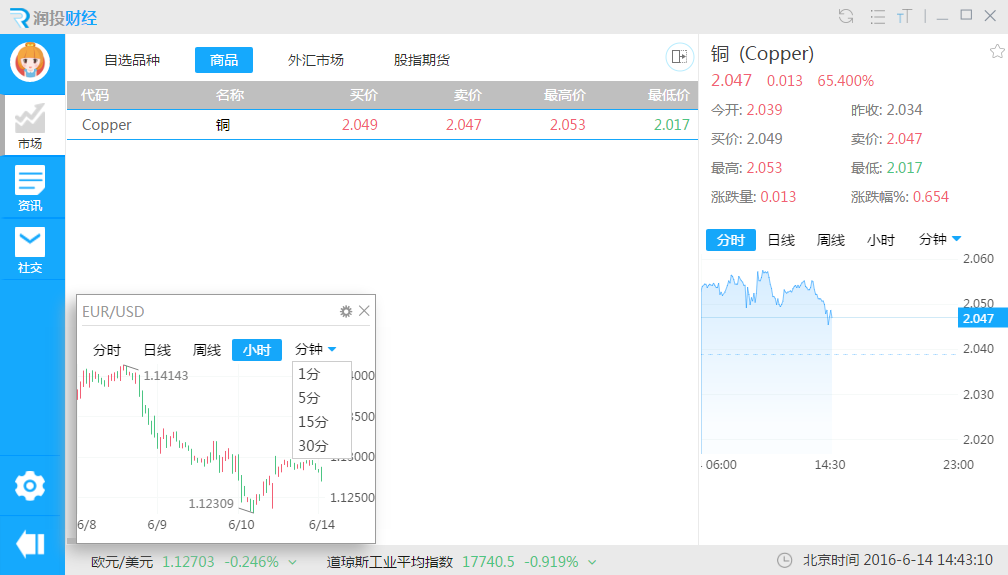 润投财经
TT
市场
资讯
社交
自选品种 商品 外汇市场 股指期货
代码 名称 买价 卖价 最高价 最低价
Copper 铜 2.049 2.047 2.053 2.017
铜 (Copper)
2.047 0.013 65.400%
今开: 2.039 昨收: 2.034
买价: 2.049 卖价: 2.047
最高: 2.053 最低: 2.017
涨跌量: 0.013 涨跌幅%: 0.654
分时 日线 周线 小时 分钟
2.060
2.050
2.047
2.040
2.030
2.020
06:00 14:30 23:00
EUR/USD
分时 日线 周线 小时 分钟
1分
5分
15分
30分
1.14143
1.12309
1.12500
6/8 6/9 6/10 6/14
欧元/美元 1.12703 -0.246% 道琼斯工业平均指数 17740.5 -0.919% 北京时间 2016-6-14 14:43:10